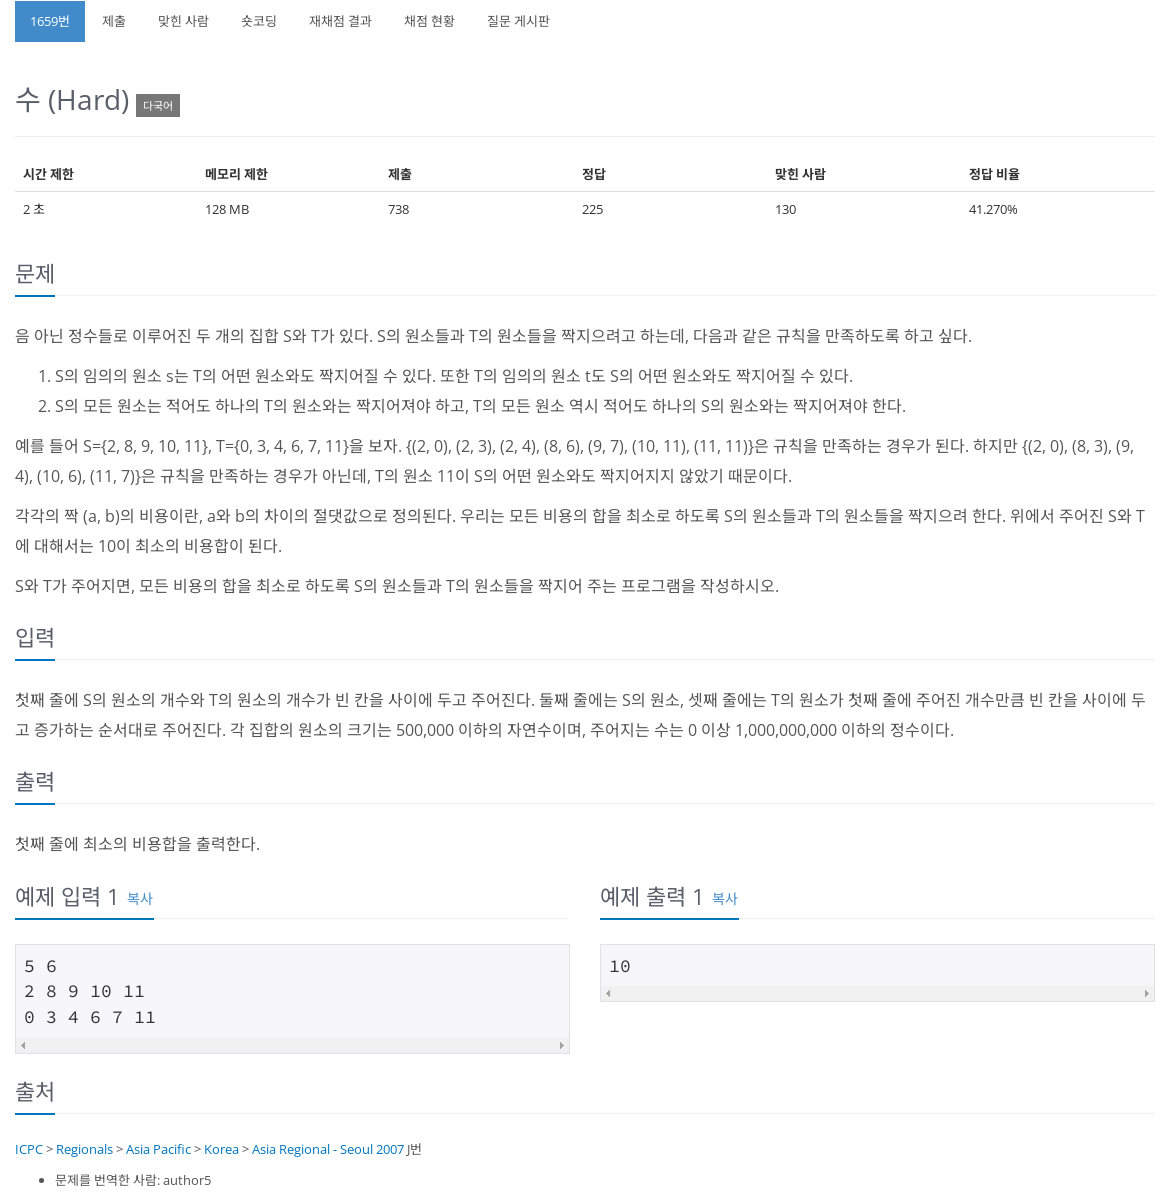 1659번 제출 맞힌 사람 숏코딩 재채점 결과 채점 현황 질문 게시판
수 (Hard) 다국어
시간 제한 메모리 제한 제출 정답 맞힌 사람 정답 비율
2 초 128 MB 738 225 130 41.270%
문제
음 아닌 정수들로 이루어진 두 개의 집합 S와 T가 있다. S의 원소들과 T의 원소들을 짝지으려고 하는데, 다음과 같은 규칙을 만족하도록 하고 싶다.
1. S의 임의의 원소 s는 T의 어떤 원소와도 짝지어질 수 있다. 또한 T의 임의의 원소 t도 S의 어떤 원소와도 짝지어질 수 있다.
2. S의 모든 원소는 적어도 하나의 T의 원소와는 짝지어져야 하고, T의 모든 원소 역시 적어도 하나의 S의 원소와는 짝지어져야 한다.
예를 들어 S={2, 8, 9, 10, 11}, T={0, 3, 4, 6, 7, 11}을 보자. {(2, 0), (2, 3), (2, 4), (8, 6), (9, 7), (10, 11), (11, 11)}은 규칙을 만족하는 경우가 된다. 하지만 {(2, 0), (8, 3), (9,
4), (10, 6), (11, 7)}은 규칙을 만족하는 경우가 아닌데, T의 원소 11이 S의 어떤 원소와도 짝지어지지 않았기 때문이다.
각각의 짝 (a, b)의 비용이란, a와 b의 차이의 절댓값으로 정의된다. 우리는 모든 비용의 합을 최소로 하도록 S의 원소들과 T의 원소들을 짝지으려 한다. 위에서 주어진 S와 T
에 대해서는 10이 최소의 비용합이 된다.
S와 T가 주어지면, 모든 비용의 합을 최소로 하도록 S의 원소들과 T의 원소들을 짝지어 주는 프로그램을 작성하시오.
입력
첫째 줄에 S의 원소의 개수와 T의 원소의 개수가 빈 칸을 사이에 두고 주어진다. 둘째 줄에는 S의 원소, 셋째 줄에는 T의 원소가 첫째 줄에 주어진 개수만큼 빈 칸을 사이에 두
고 증가하는 순서대로 주어진다. 각 집합의 원소의 크기는 500,000 이하의 자연수이며, 주어지는 수는 0 이상 1,000,000,000 이하의 정수이다.
출력
첫째 줄에 최소의 비용합을 출력한다.
예제 입력 1 복사
5 6
2 8 9 10 11
0 3 4 6 7 11
예제 출력 1 복사
10
출처
ICPC > Regionals > Asia Pacific > Korea > Asia Regional - Seoul 2007 J번
• 문제를 번역한 사람: author5